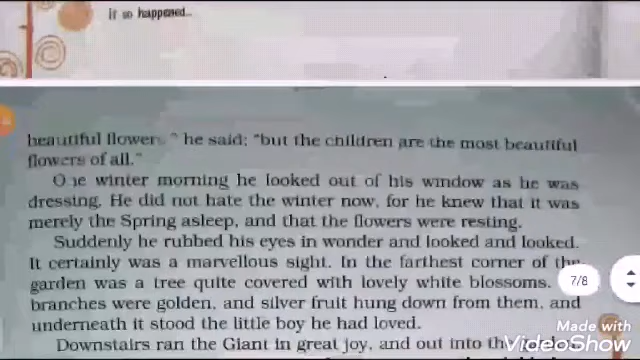 it so happened..
beautiful flowers," he said; "but the children are the most beautiful
flowers of all."
One winter morning he looked out of his window as he was
dressing. He did not hate the winter now, for he knew that it was
merely the Spring asleep, and that the flowers were resting.
Suddenly he rubbed his eyes in wonder and looked and looked.
It certainly was a marvellous sight. In the farthest corner of the
garden was a tree quite covered with lovely white blossoms.
branches were golden, and silver fruit hung down from them, and
underneath it stood the little boy he had loved.
Downstairs ran the Giant in great joy, and out into the
7/8
Made with
VideoShow